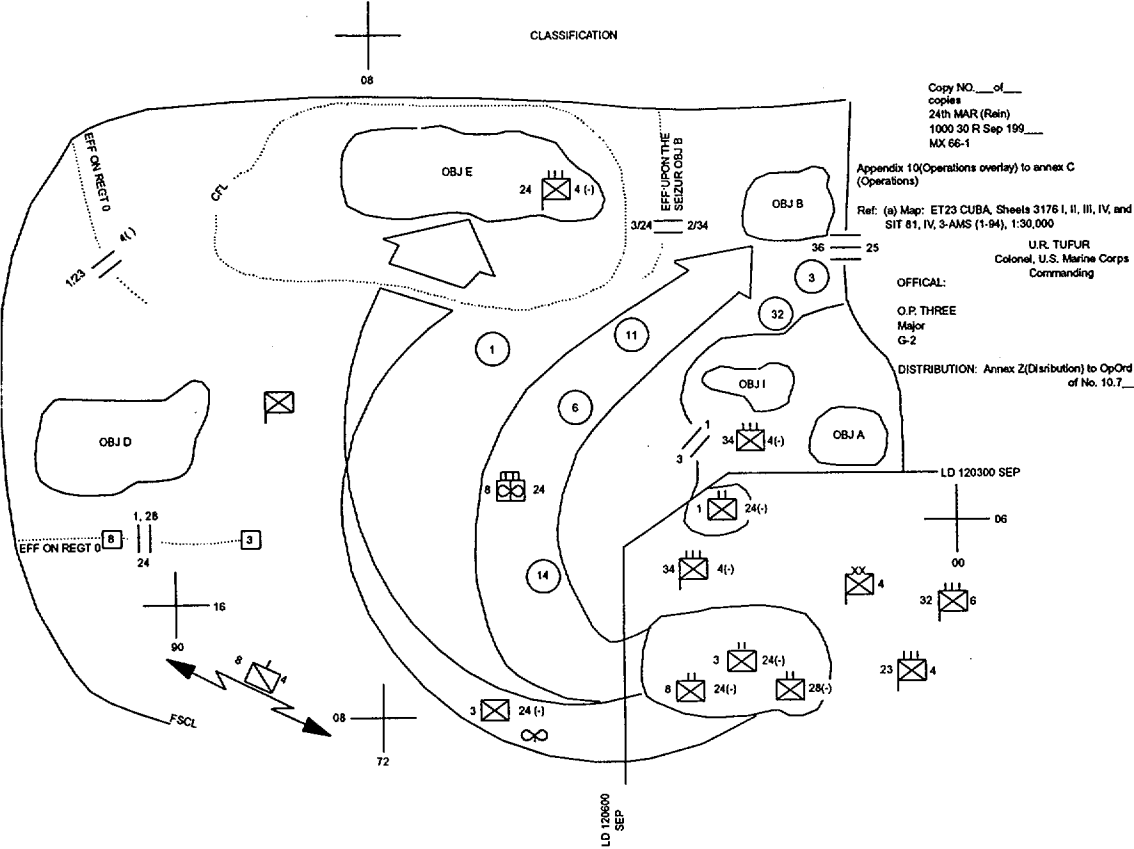 CLASSIFICATION
08
Copy NO.___of___
copies
24th MAR (Rein)
1000 30 R Sep 199___
MX 66-1
Appendix 10(Operations overlay) to annex C
(Operations)
Ref: (a) Map: ET23 CUBA, Sheels 3176 I, II, III, IV, and
SIT 81, IV, 3-AMS (1-94), 1:30,000
U.R. TUFUR
Colonel, U.S. Marine Corps
Commanding
OFFICAL:
O.P. THREE
Major
G-2
DISTRIBUTION: Annex Z(Disribution) to OpOrd
of No. 10.7__
EFF ON REGT 0
CFL
OBJ E
24 4 (-)
EFF'UPON THE
SEIZUR OBJ B
3/24 2/34
OBJ B
36 25
4( )
1/23
3
32
11
1
6
OBJ I
OBJ D
1
3
34 4(-)
OBJ A
LD 120300 SEP
8 24
1 24(-)
06
00
1, 28
EFF ON REGT 0 8
24
3
14
34 4(-)
4
32 6
16
90
8
4
3 24(-)
23 4
8 24(-)
28(-)
FSCL
08
72
3 24 (-)
LD 120600
SEP